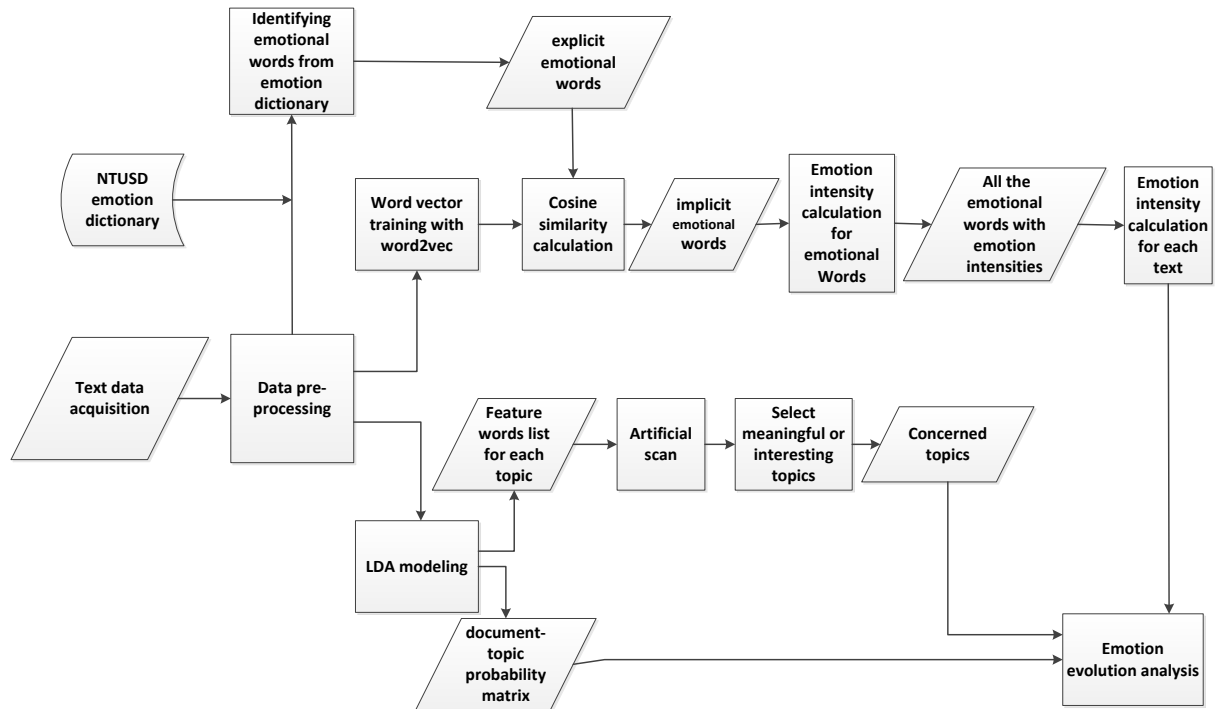 Identifying
emotional
words from
emotion
dictionary
explicit
emotional
words
NTUSD
emotion
dictionary
Word vector
training with
word2vec
Cosine
similarity
calculation
implicit
emotional
words
Emotion
intensity
calculation
for
emotional
Words
All the
emotional
words with
emotion
intensities
Emotion
intensity
calculation
for each
text
Text data
acquisition
Data pre-
processing
Feature
words list
for each
topic
Artificial
scan
Select
meaningful or
interesting
topics
Concerned
topics
LDA modeling
document-
topic
probability
matrix
Emotion
evolution analysis